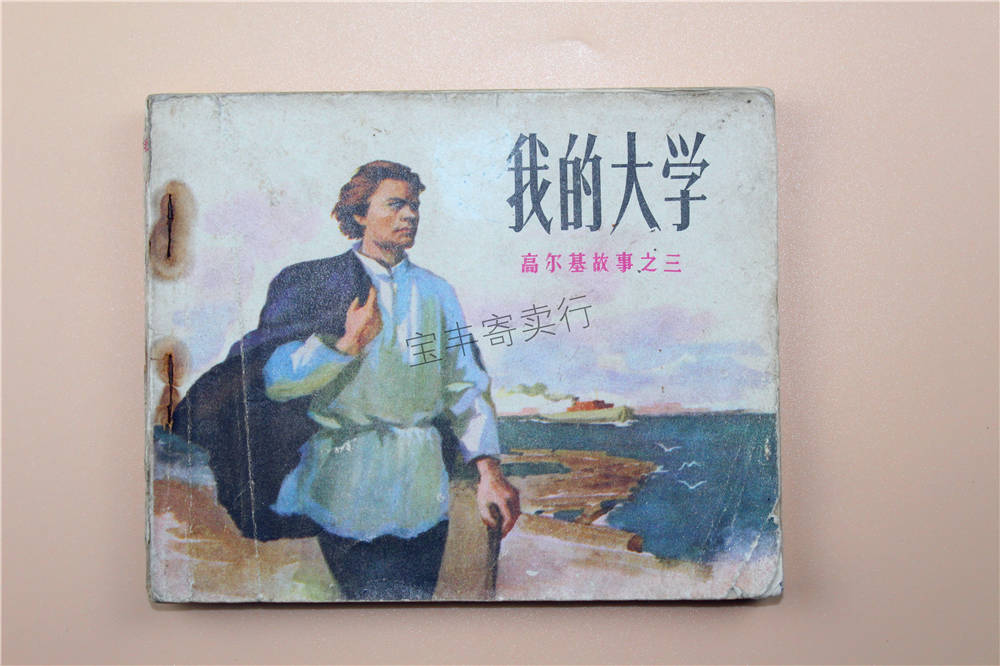 我的大学
高尔基故事之三
宝丰寄卖行